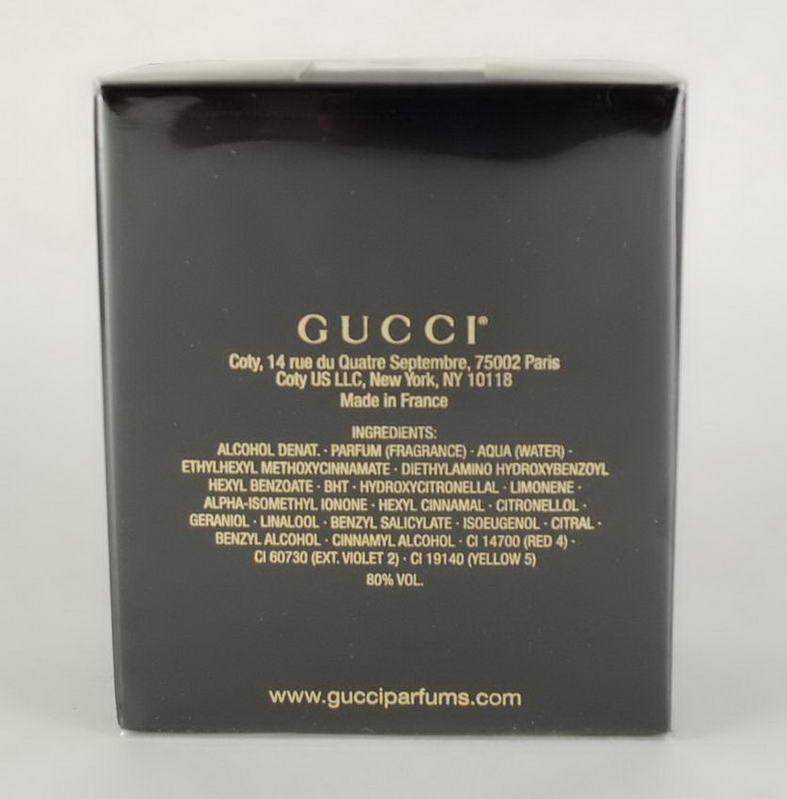 GUCCI®
Coty, 14 rue du Quatre Septembre, 75002 Paris
Coty US LLC, New York, NY 10118
Made in France
INGREDIENTS:
ALCOHOL DENAT. · PARFUM (FRAGRANCE) · AQUA (WATER) ·
ETHYLHEXYL METHOXYCINNAMATE · DIETHYLAMINO HYDROXYBENZOYL
HEXYL BENZOATE · BHT · HYDROXYCITRONELLAL · LIMONENE ·
ALPHA-ISOMETHYL IONONE · HEXYL CINNAMAL · CITRONELLOL ·
GERANIOL · LINALOOL · BENZYL SALICYLATE · ISOEUGENOL · CITRAL ·
BENZYL ALCOHOL · CINNAMYL ALCOHOL · CI 14700 (RED 4) ·
CI 60730 (EXT. VIOLET 2) · CI 19140 (YELLOW 5)
80% VOL.
www.gucciparfums.com